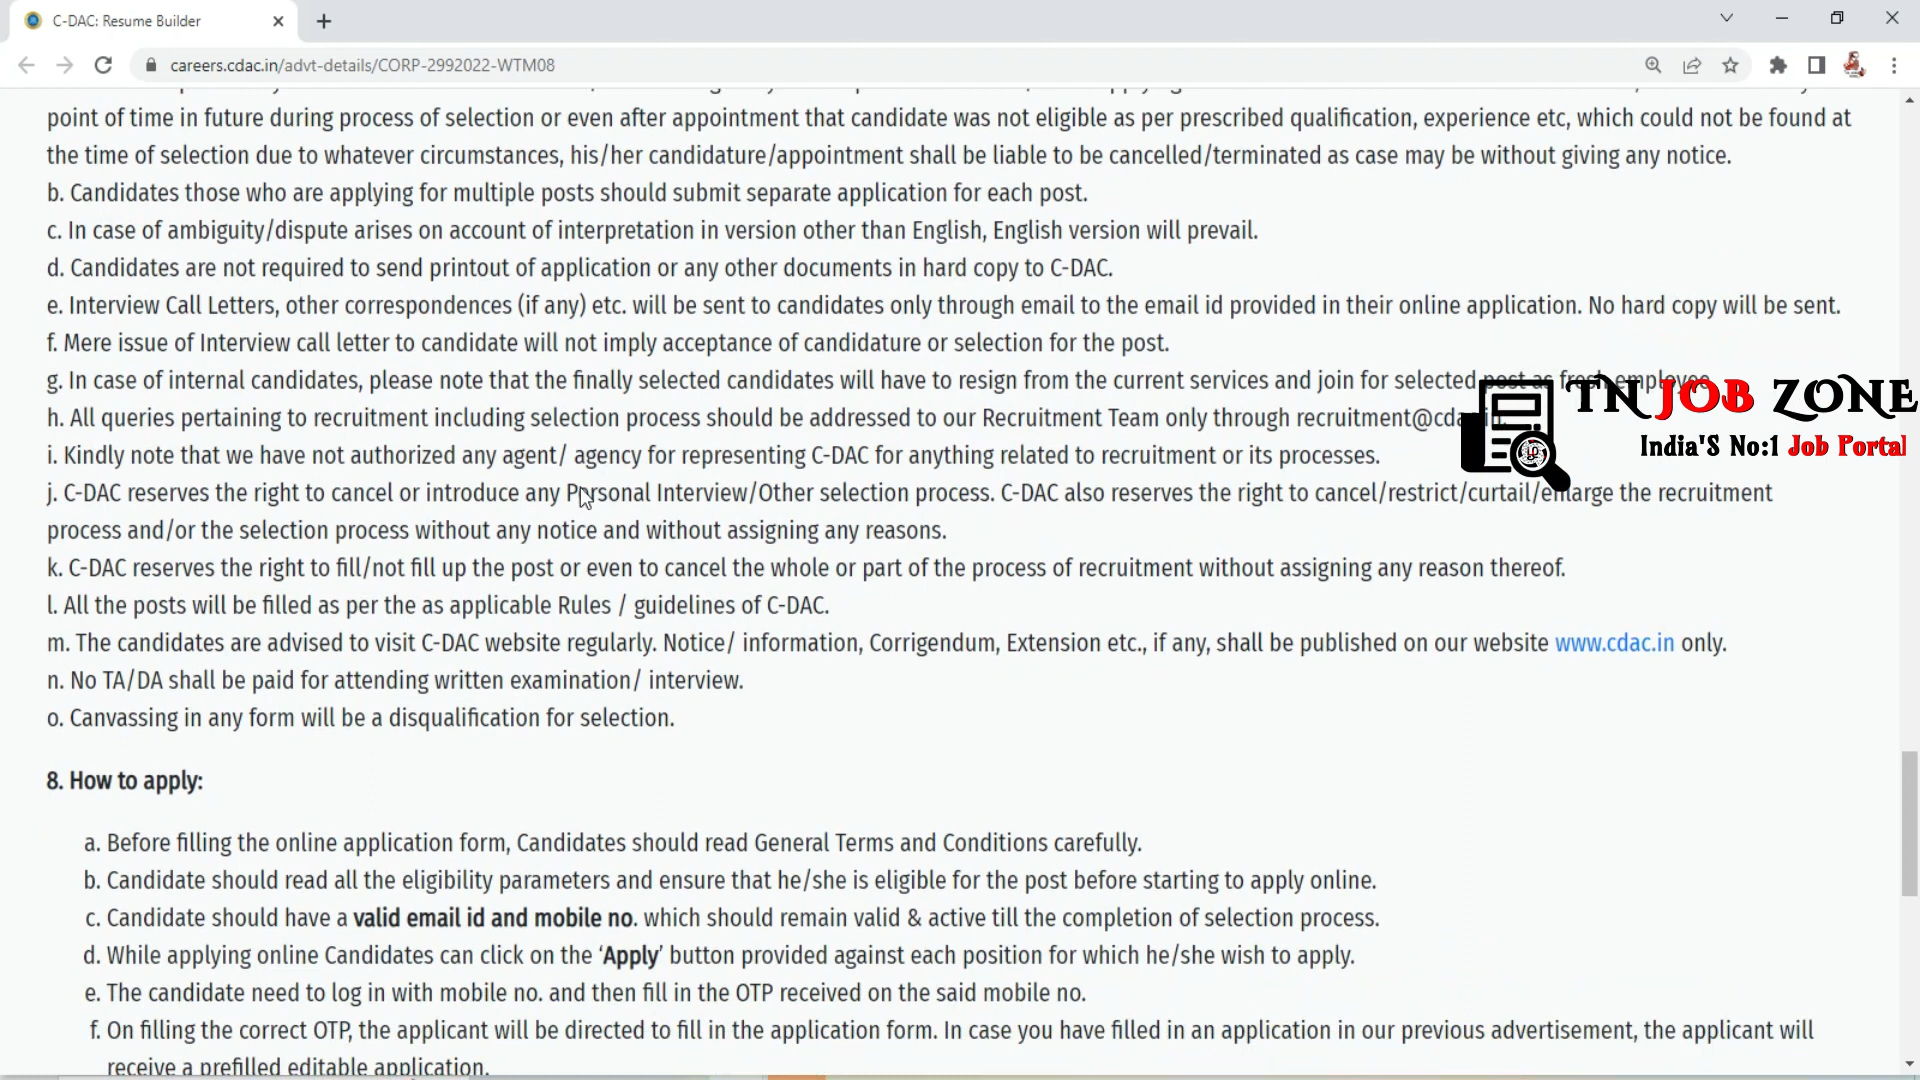 C-DAC: Resume Builder
careers.cdac.in/advt-details/CORP-2992022-WTM08
point of time in future during process of selection or even after appointment that candidate was not eligible as per prescribed qualification, experience etc, which could not be found at
the time of selection due to whatever circumstances, his/her candidature/appointment shall be liable to be cancelled/terminated as case may be without giving any notice.
b. Candidates those who are applying for multiple posts should submit separate application for each post.
c. In case of ambiguity/dispute arises on account of interpretation in version other than English, English version will prevail.
d. Candidates are not required to send printout of application or any other documents in hard copy to C-DAC.
e. Interview Call Letters, other correspondences (if any) etc. will be sent to candidates only through email to the email id provided in their online application. No hard copy will be sent.
f. Mere issue of Interview call letter to candidate will not imply acceptance of candidature or selection for the post.
g. In case of internal candidates, please note that the finally selected candidates will have to resign from the current services and join for selected post as fresh employee
TN JOB ZONE
h. All queries pertaining to recruitment including selection process should be addressed to our Recruitment Team only through
India'S No:1 Job Portal
i. Kindly note that we have not authorized any agent/ agency for representing C-DAC for anything related to recruitment or its processes.
j. C-DAC reserves the right to cancel or introduce any Personal Interview/Other selection process. C-DAC also reserves the right to cancel/restrict/curtail/enlarge the recruitment
process and/or the selection process without any notice and without assigning any reasons.
k. C-DAC reserves the right to fill/not fill up the post or even to cancel the whole or part of the process of recruitment without assigning any reason thereof.
l. All the posts will be filled as per the as applicable Rules / guidelines of C-DAC.
m. The candidates are advised to visit C-DAC website regularly. Notice/ information, Corrigendum, Extension etc., if any, shall be published on our website www.cdac.in only.
n. No TA/DA shall be paid for attending written examination/ interview.
o. Canvassing in any form will be a disqualification for selection.
8. How to apply:
a. Before filling the online application form, Candidates should read General Terms and Conditions carefully.
b. Candidate should read all the eligibility parameters and ensure that he/she is eligible for the post before starting to apply online.
c. Candidate should have a valid email id and mobile no. which should remain valid & active till the completion of selection process.
d. While applying online Candidates can click on the ‘Apply’ button provided against each position for which he/she wish to apply.
e. The candidate need to log in with mobile no. and then fill in the OTP received on the said mobile no.
f. On filling the correct OTP, the applicant will be directed to fill in the application form. In case you have filled in an application in our previous advertisement, the applicant will
receive a prefilled editable application.